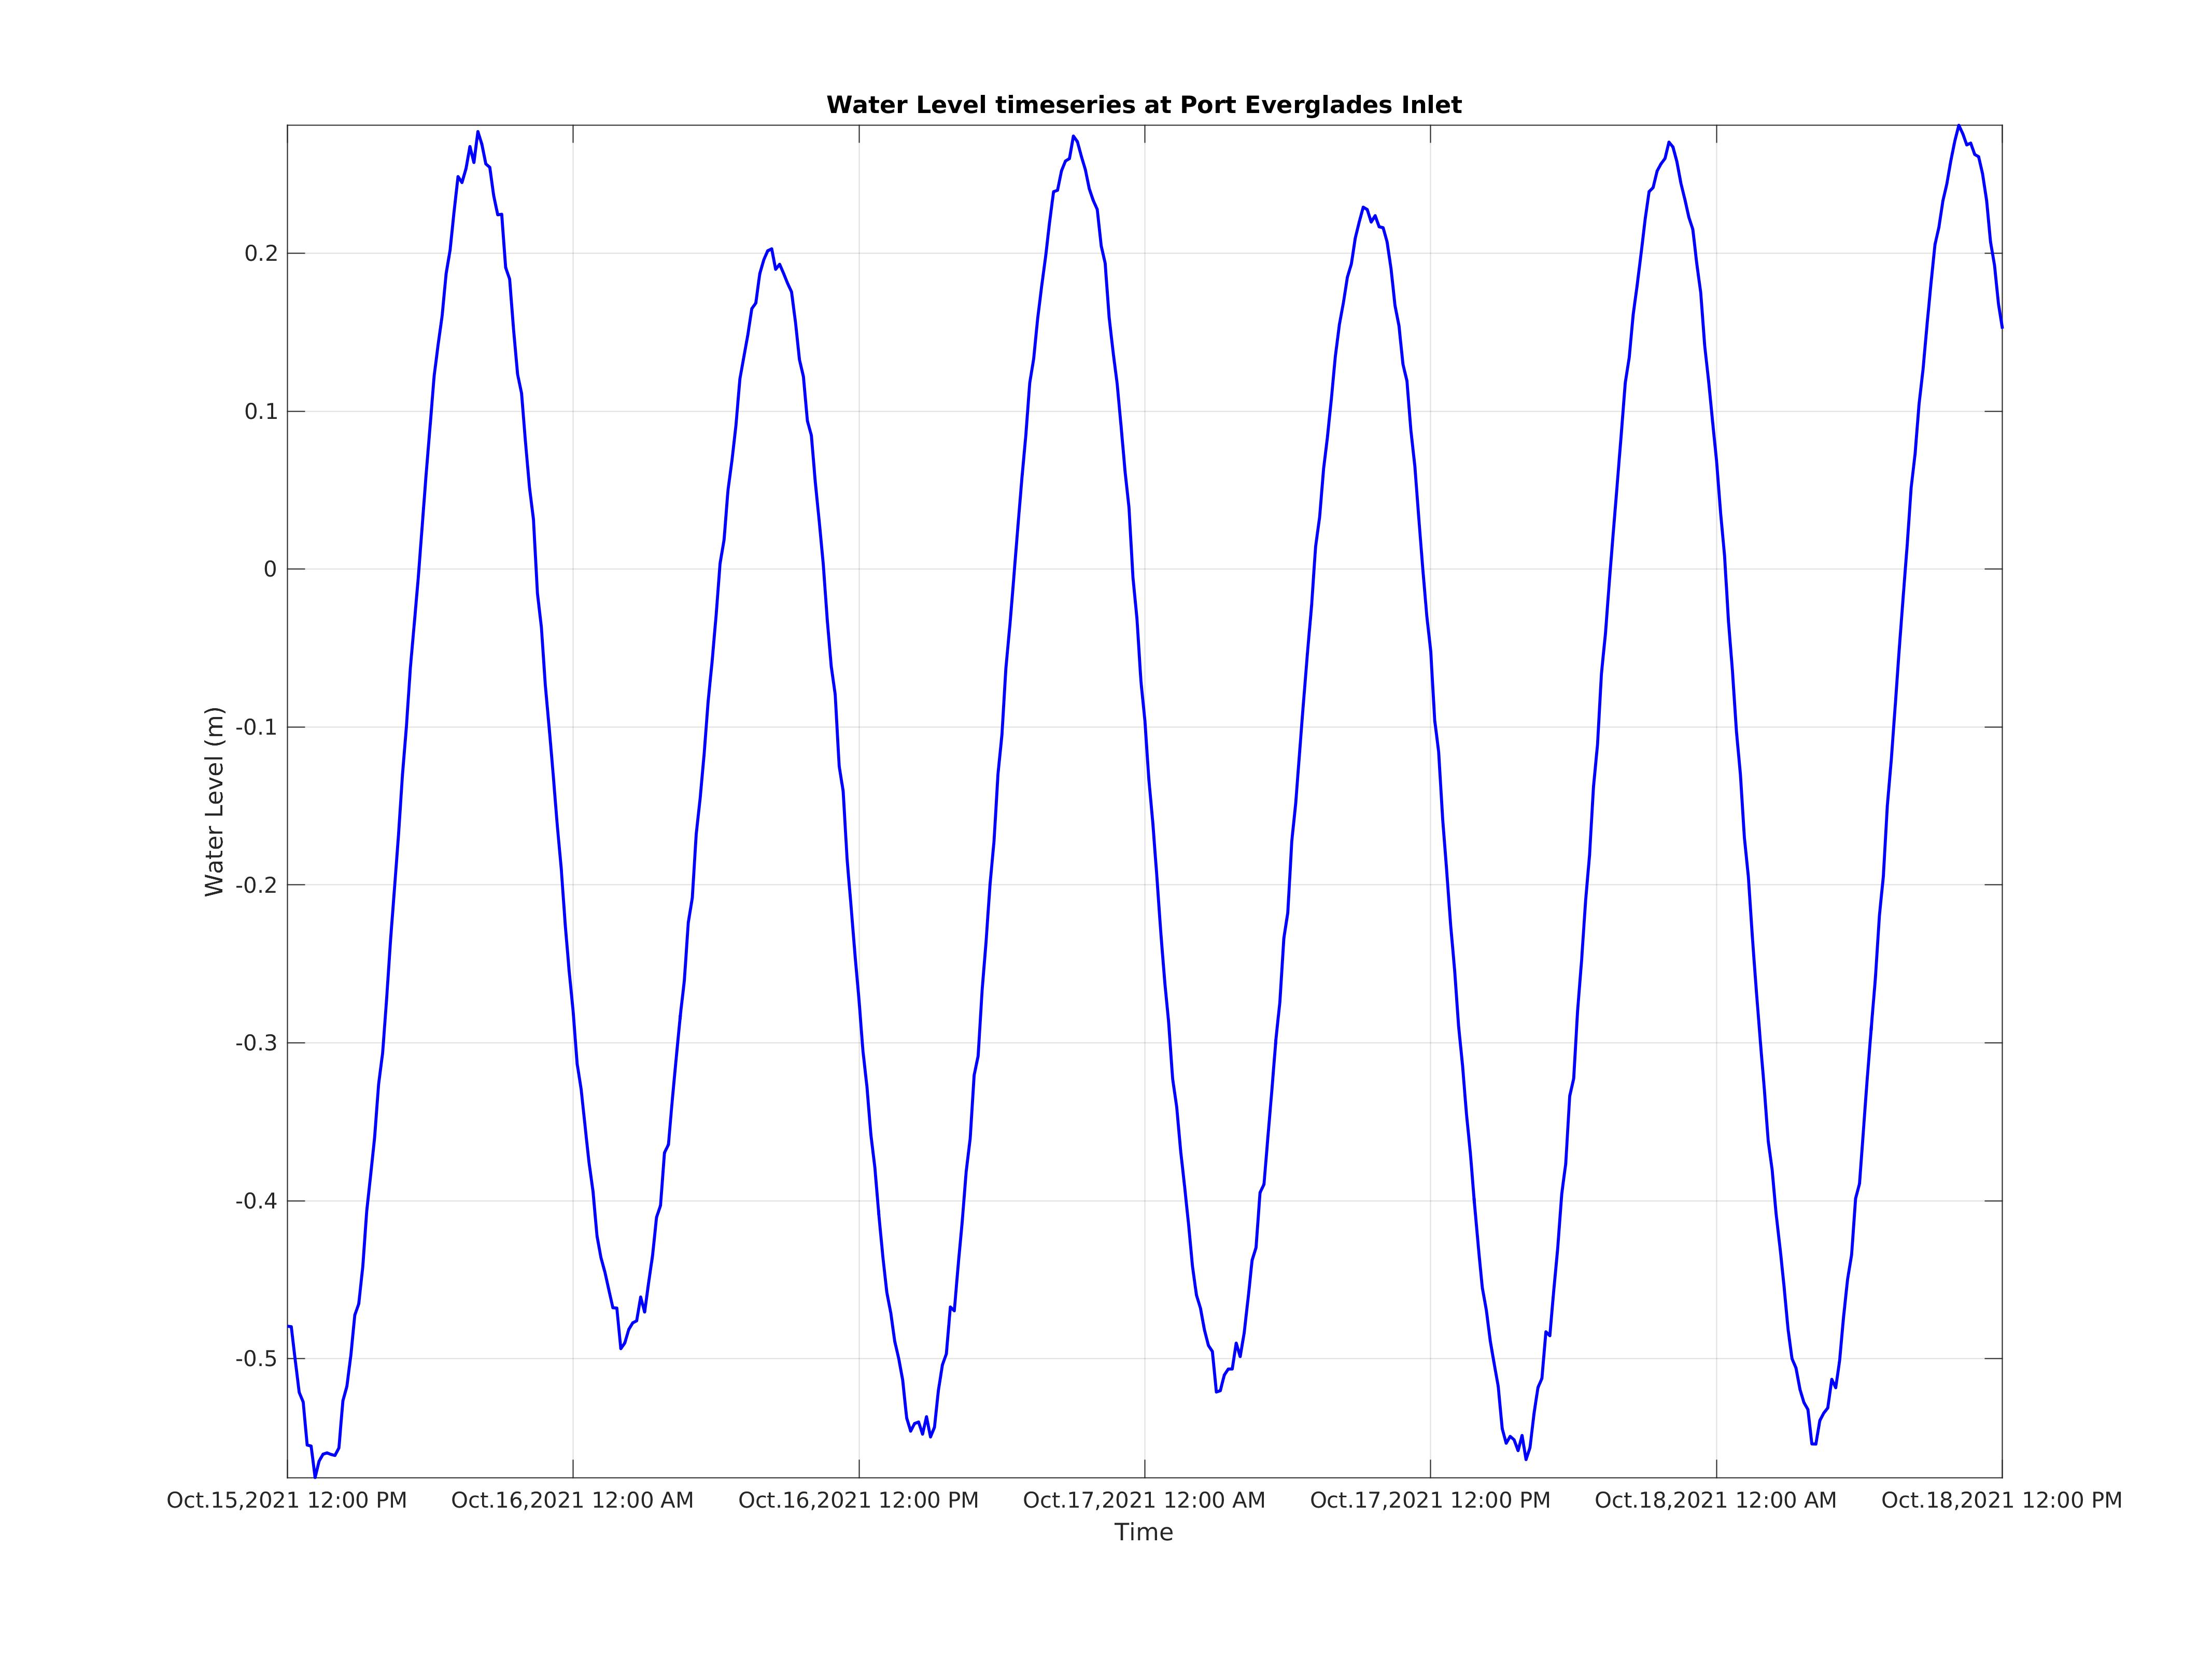 Water Level timeseries at Port Everglades Inlet
Water Level (m)
0.2
0.1
0
-0.1
-0.2
-0.3
-0.4
-0.5
Oct.15,2021 12:00 PM Oct.16,2021 12:00 AM Oct.16,2021 12:00 PM Oct.17,2021 12:00 AM Oct.17,2021 12:00 PM Oct.18,2021 12:00 AM Oct.18,2021 12:00 PM
Time